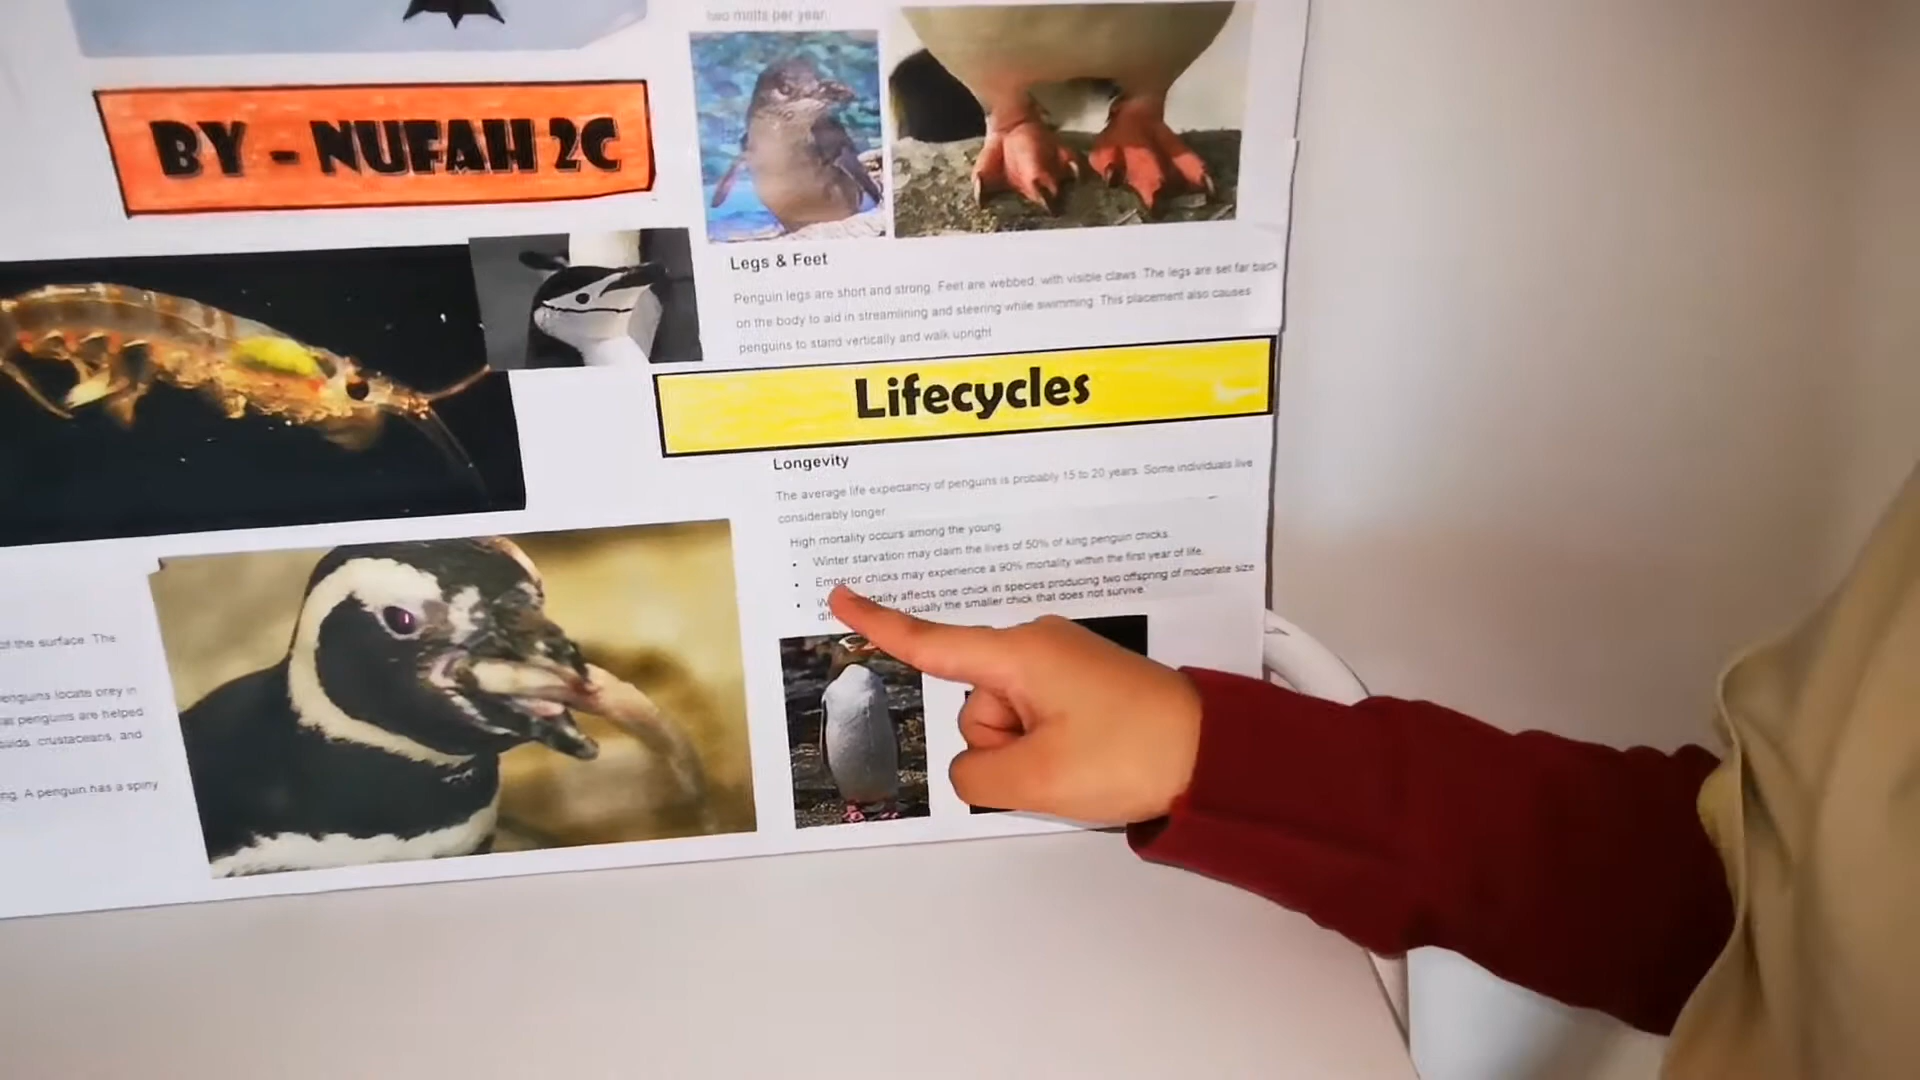 two molts per year.
BY - NUFAH 2C
Legs & Feet
Penguin legs are short and strong. Feet are webbed, with visible claws. The legs are set far back
on the body to aid in streamlining and steering while swimming. This placement also causes
penguins to stand vertically and walk upright
Lifecycles
Longevity
The average life expectancy of penguins is probably 15 to 20 years. Some individuals live
considerably longer
High mortality occurs among the young.
• Winter starvation may claim the lives of 50% of king penguin chicks.
• Emperor chicks may experience a 90% mortality within the first year of life.
• affects one chick in species producing two offspring of moderate size
usually the smaller chick that does not survive.
of the surface. The
penguins locate prey in
penguins are helped
crustaceans, and
A penguin has a spiny